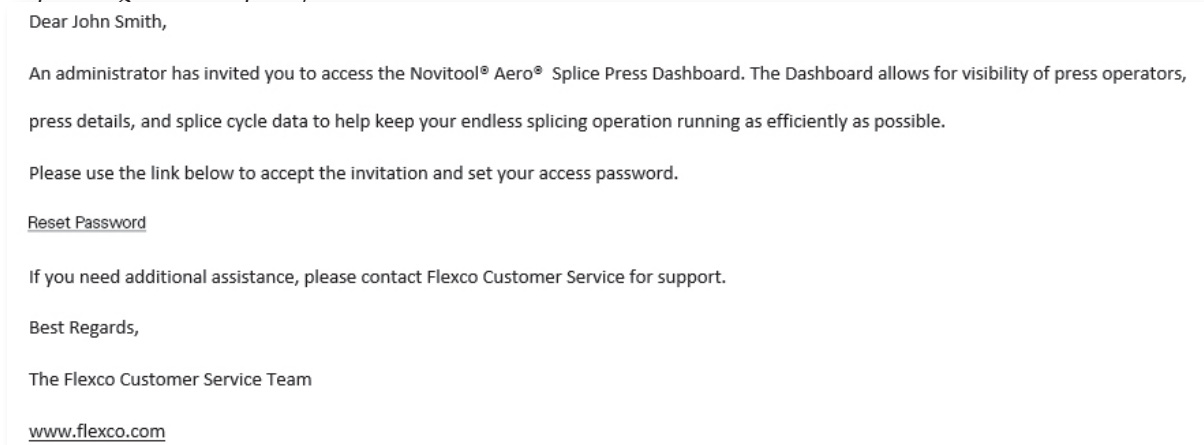 Dear John Smith,
An administrator has invited you to access the Novitool® Aero® Splice Press Dashboard. The Dashboard allows for visibility of press operators,
press details, and splice cycle data to help keep your endless splicing operation running as efficiently as possible.
Please use the link below to accept the invitation and set your access password.
Reset Password
If you need additional assistance, please contact Flexco Customer Service for support.
Best Regards,
The Flexco Customer Service Team
www.flexco.com